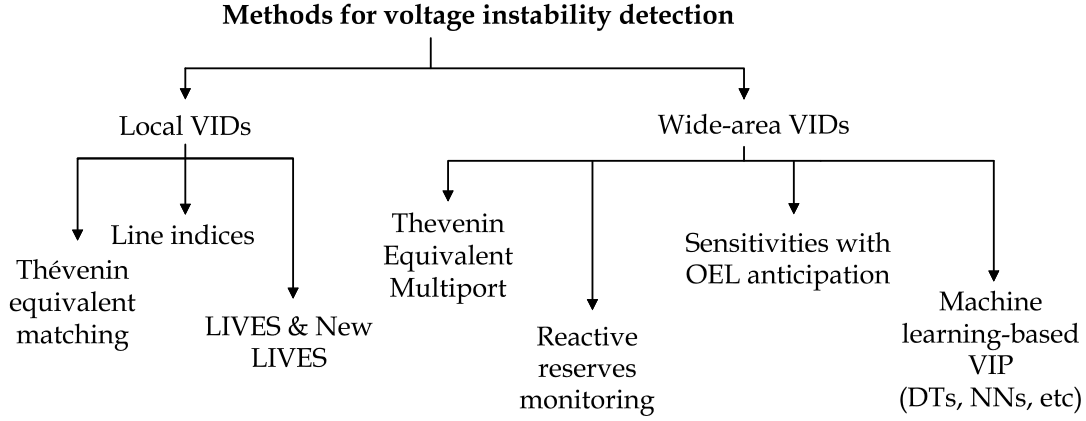 Methods for voltage instability detection
Local VIDs
Wide-area VIDs
Thévenin
equivalent
matching
Line indices
LIVES & New
LIVES
Thevenin
Equivalent
Multiport
Reactive
reserves
monitoring
Sensitivities with
OEL anticipation
Machine
learning-based
VIP
(DTs, NNs, etc)